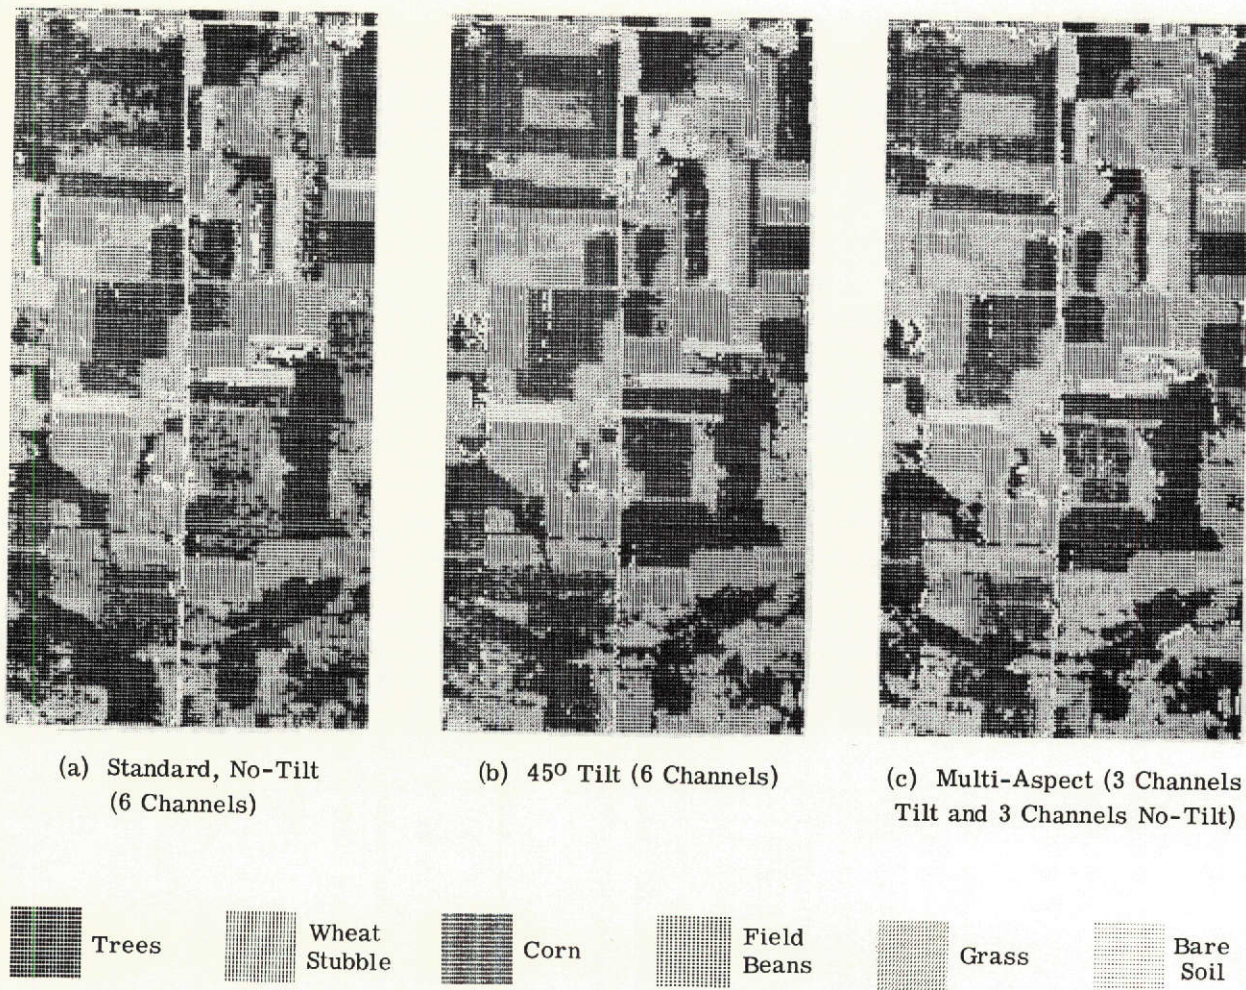 (a) Standard, No-Tilt
(6 Channels)
(b) 45º Tilt (6 Channels)
(c) Multi-Aspect (3 Channels
Tilt and 3 Channels No-Tilt)
Trees
Wheat
Stubble
Corn
Field
Beans
Grass
Bare
Soil